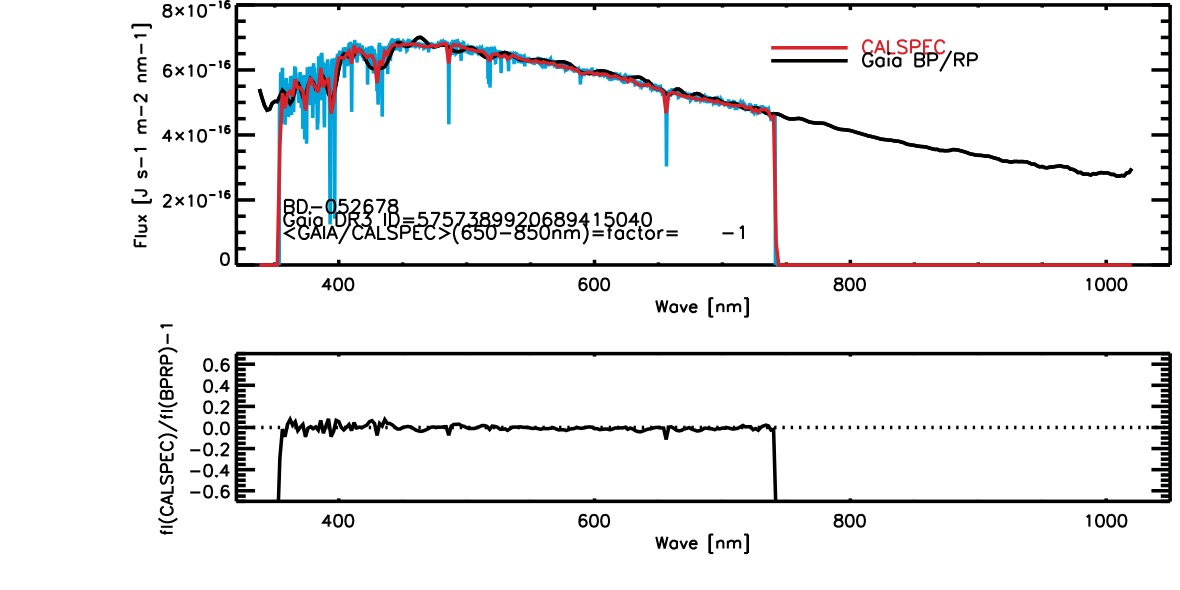 8×10−16
6×10−16
4×10−16
2×10−16
0
Flux [J s−1 m−2 nm−1]
CALSPEC
Gaia BP/RP
BD-052678
Gaia DR3 ID=5757389920689415040
<GAIA/CALSPEC>(650−850nm)=factor= −1
400 600 800 1000
Wave [nm]
fl(CALSPEC)/fl(BPRP)−1
0.6
0.4
0.2
0.0
−0.2
−0.4
−0.6
400 600 800 1000
Wave [nm]